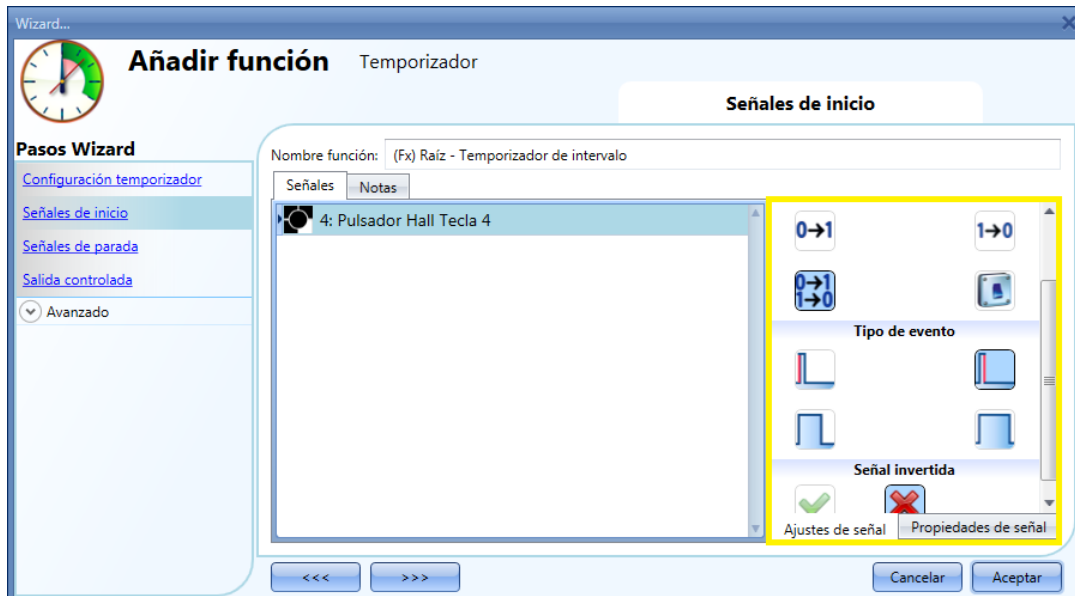 Wizard...
Añadir función Temporizador
Señales de inicio
Pasos Wizard
Configuración temporizador
Señales de inicio
Señales de parada
Salida controlada
Avanzado
Nombre función: (Fx) Raíz - Temporizador de intervalo
Señales Notas
4: Pulsador Hall Tecla 4
0→1 1→0
0→1
1→0
Tipo de evento
Señal invertida
Ajustes de señal Propiedades de señal
<<< >>> Cancelar Aceptar